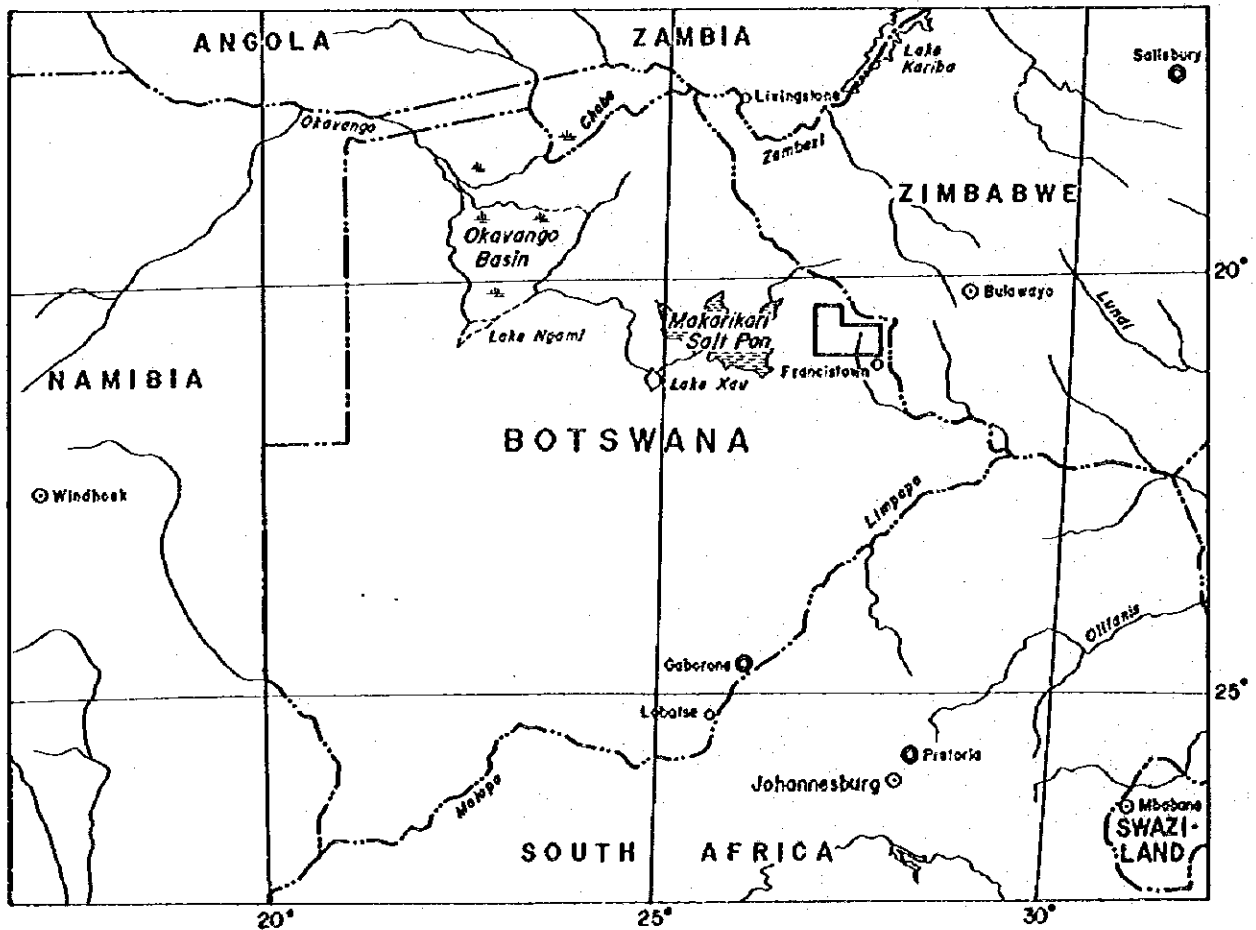 ANGOLA
ZAMBIA
Lake
Kariba
Salisbury
Livingstone
Okavango
Chobe
Zambezi
ZIMBABWE
Okavango
Basin
20°
Bulawayo
Lundi
Makarikari
Salt Pan
Lake Ngami
NAMIBIA
Francistown
Lake Xau
BOTSWANA
Windhoek
Limpopo
Olifants
Gaborone
25°
Lobatse
Pretoria
Johannesburg
Molopo
Mbabane
SWAZI-
LAND
SOUTH AFRICA
20°
25°
30°